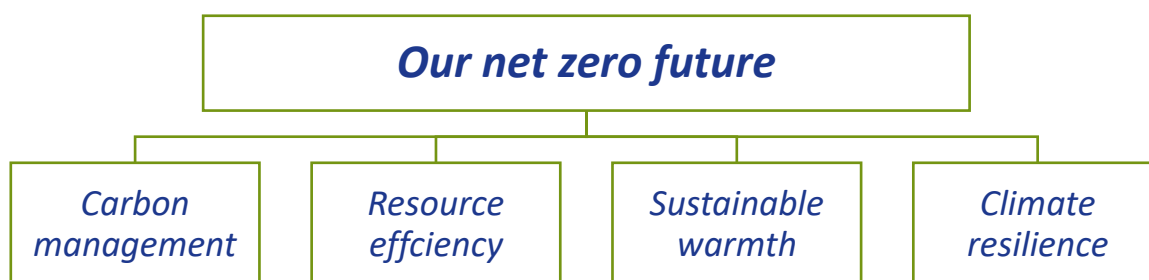 Our net zero future
Carbon
management
Resource
effciency
Sustainable
warmth
Climate
resilience